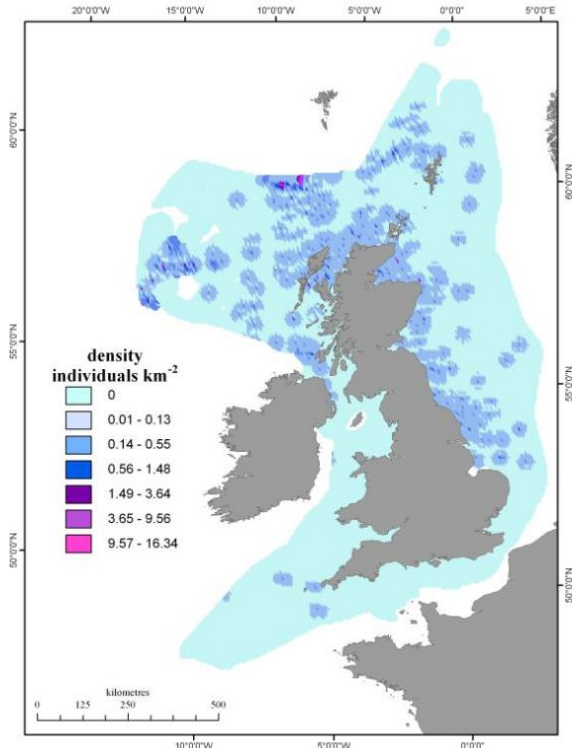 20°0'0"W 15°0'0"W 10°0'0"W 5°0'0"W 0°0'0"E 5°0'0"E
60°0'0"N
60°0'0"N
55°0'0"N
55°0'0"N
50°0'0"N
50°0'0"N
density
individuals km-2
0
0.01 - 0.13
0.14 - 0.55
0.56 - 1.48
1.49 - 3.64
3.65 - 9.56
9.57 - 16.34
kilometres
0 125 250 500
10°0'0"W 5°0'0"W 0°0'0"